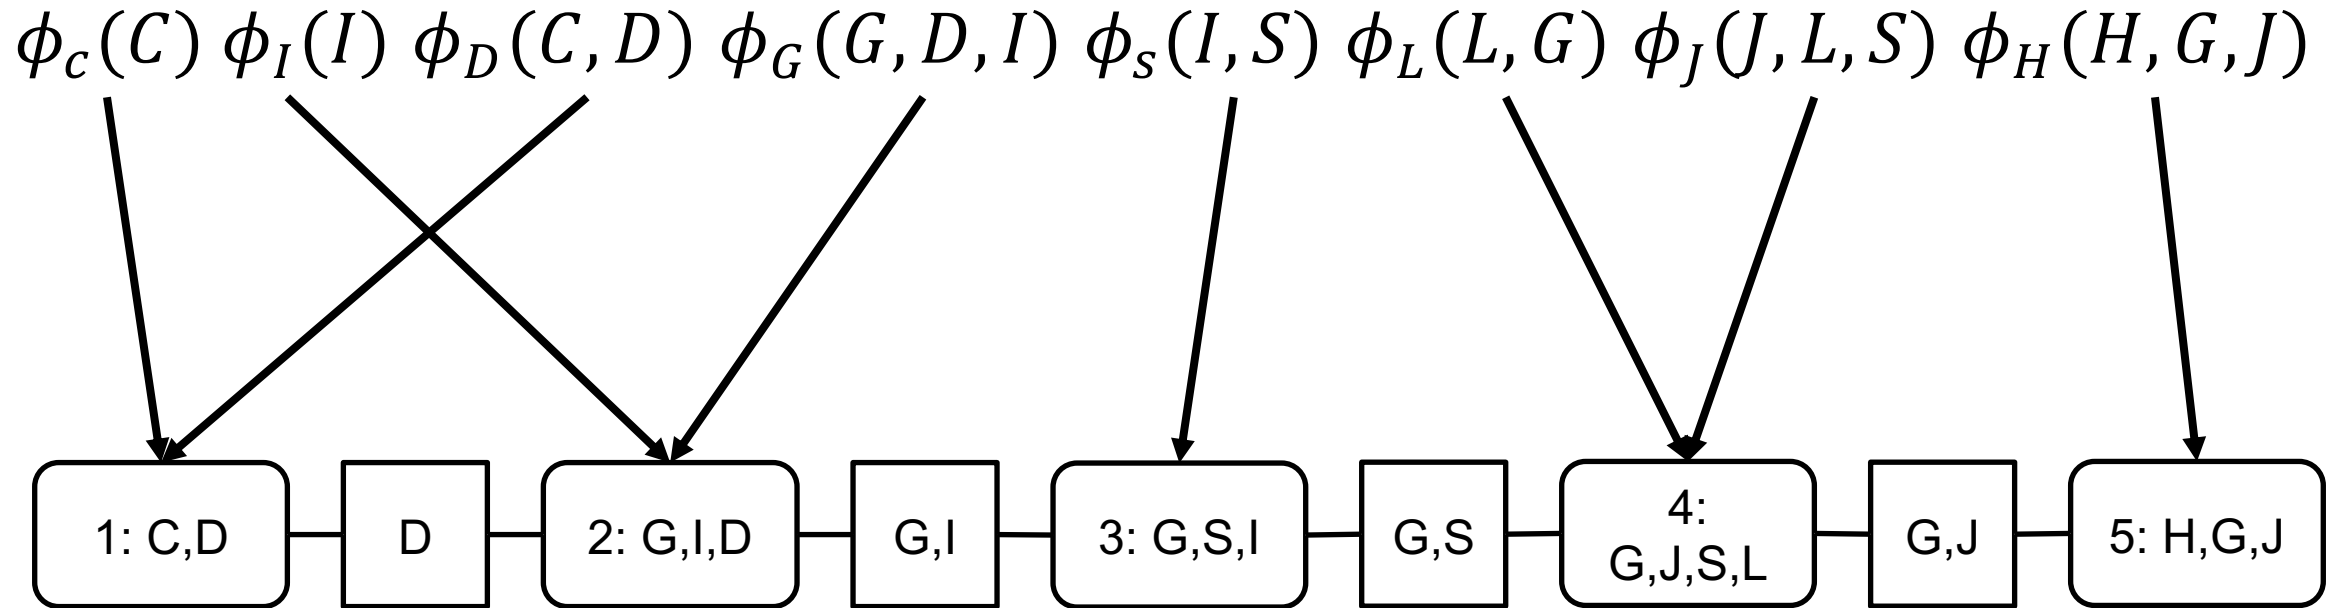 ϕ_c(C) ϕ_I(I) ϕ_D(C, D) ϕ_G(G, D, I) ϕ_s(I, S) ϕ_L(L, G) ϕ_J(J, L, S) ϕ_H(H, G, J)
1: C,D
D
2: G,I,D
G,I
3: G,S,I
G,S
4:
G,J,S,L
G,J
5: H,G,J